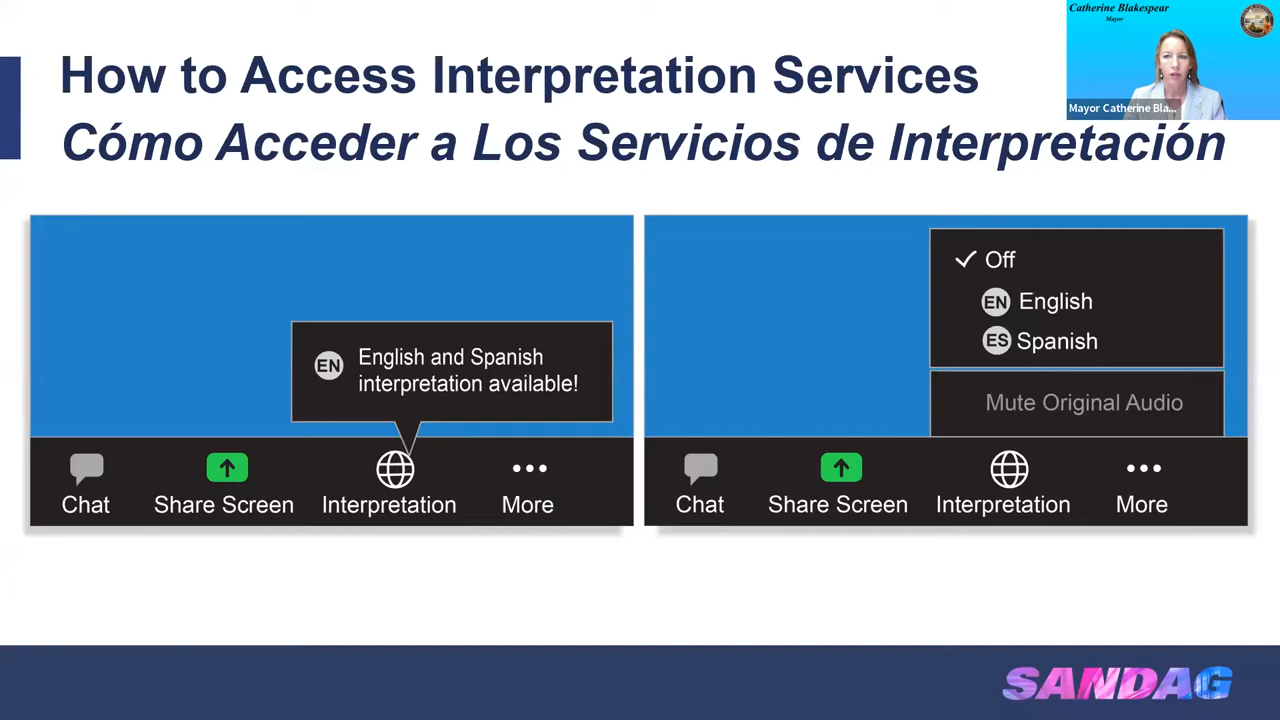 Catherine Blakespear
Mayor
Mayor Catherine Bla...
How to Access Interpretation Services
Cómo Acceder a Los Servicios de Interpretación
EN
English and Spanish
interpretation available!
Chat
Share Screen
Interpretation
More
Off
EN English
ES Spanish
Mute Original Audio
Chat
Share Screen
Interpretation
More
SANDAG